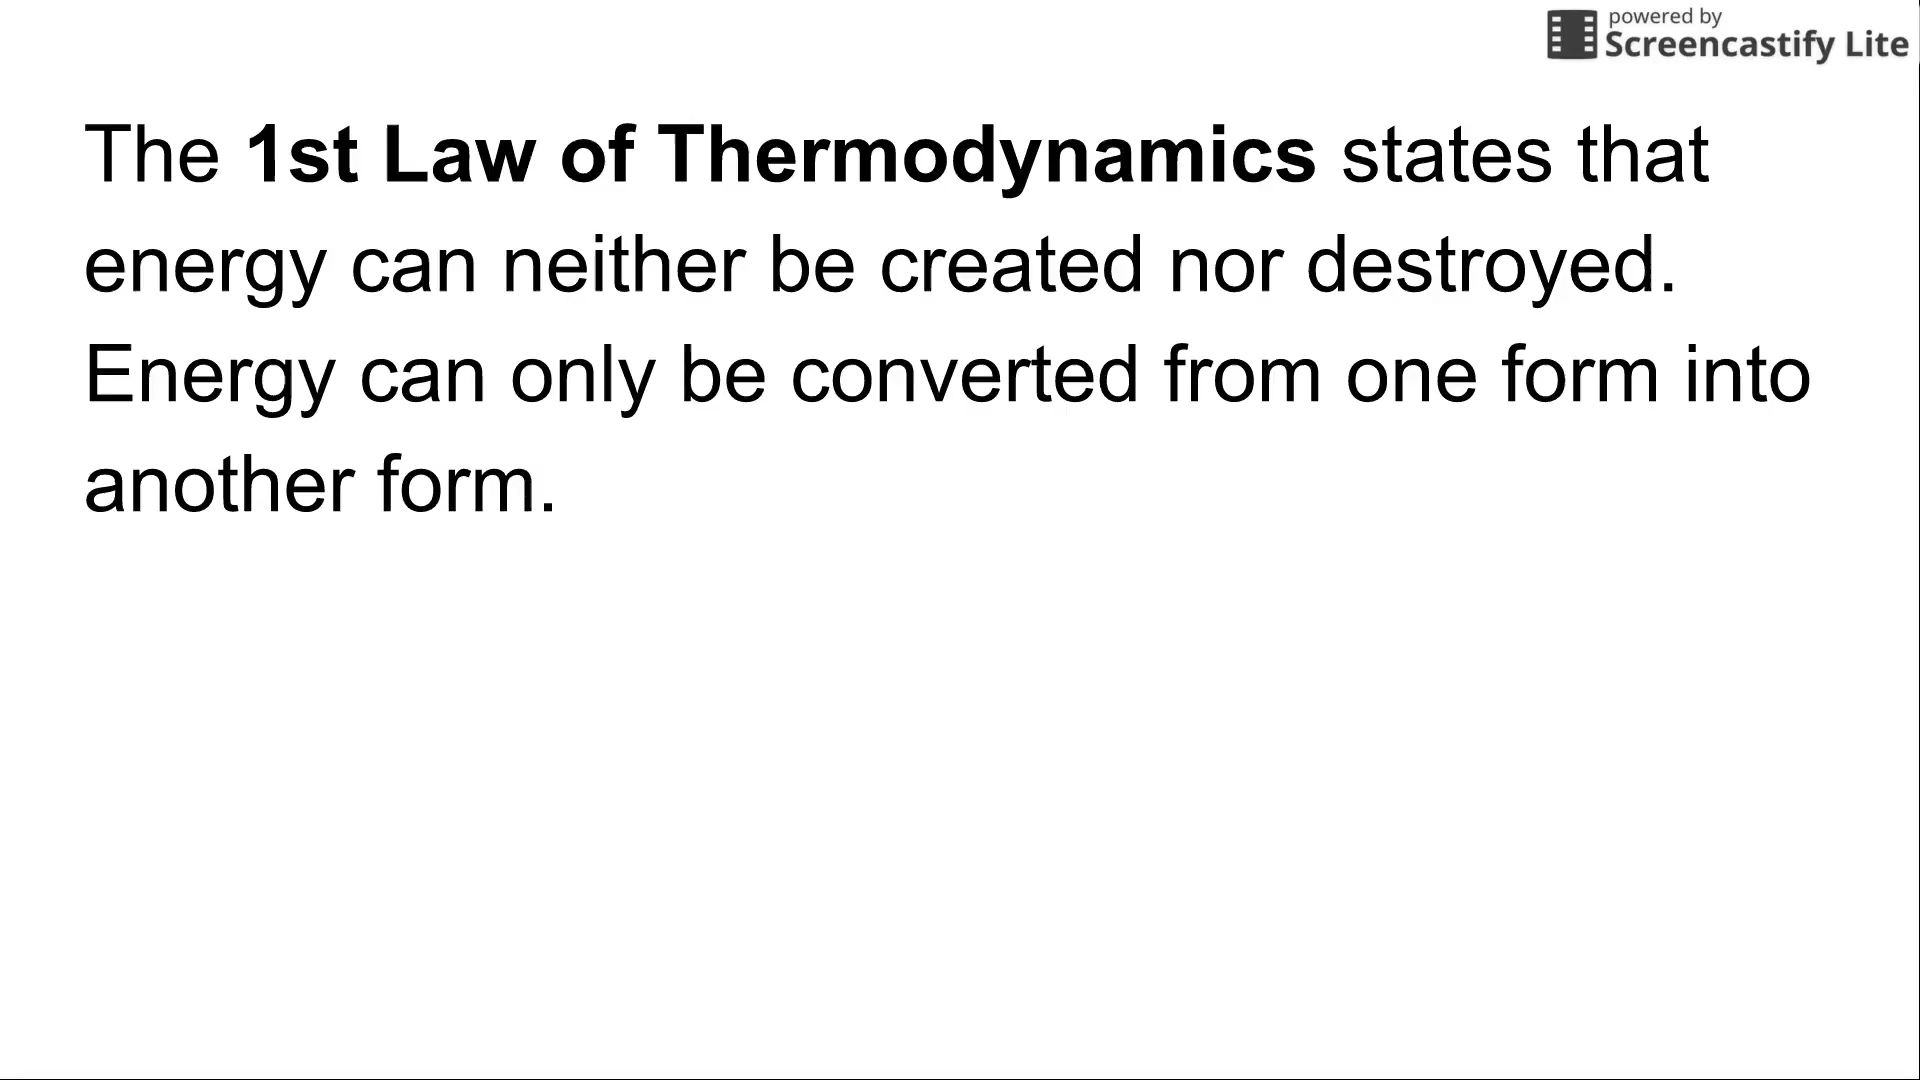 powered by
Screencastify Lite
The 1st Law of Thermodynamics states that
energy can neither be created nor destroyed.
Energy can only be converted from one form into
another form.